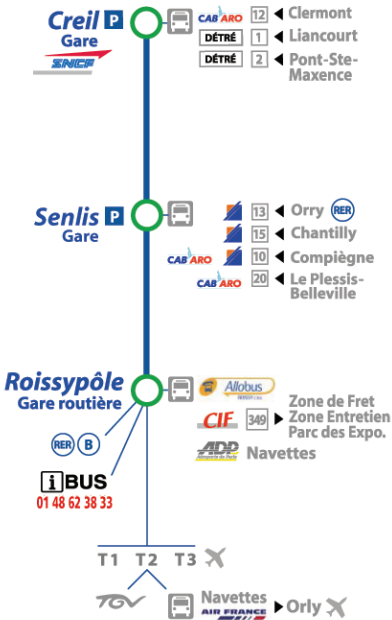 Creil P CAB'ARO 12 Clermont
Gare DÉTRÉ 1 Liancourt
SNCF DÉTRÉ 2 Pont-Ste-
Maxence
Senlis P 13 Orry RER
Gare 15 Chantilly
CAB'ARO 10 Compiègne
CAB'ARO 20 Le Plessis-
Belleville
Roissypôle Allobus
Gare routière
Zone de Fret
CIF 349 Zone Entretien
Parc des Expo.
RER B ADP Navettes
Aéroports de Paris
i BUS
01 48 62 38 33
T1 T2 T3
TGV Navettes
AIR FRANCE Orly